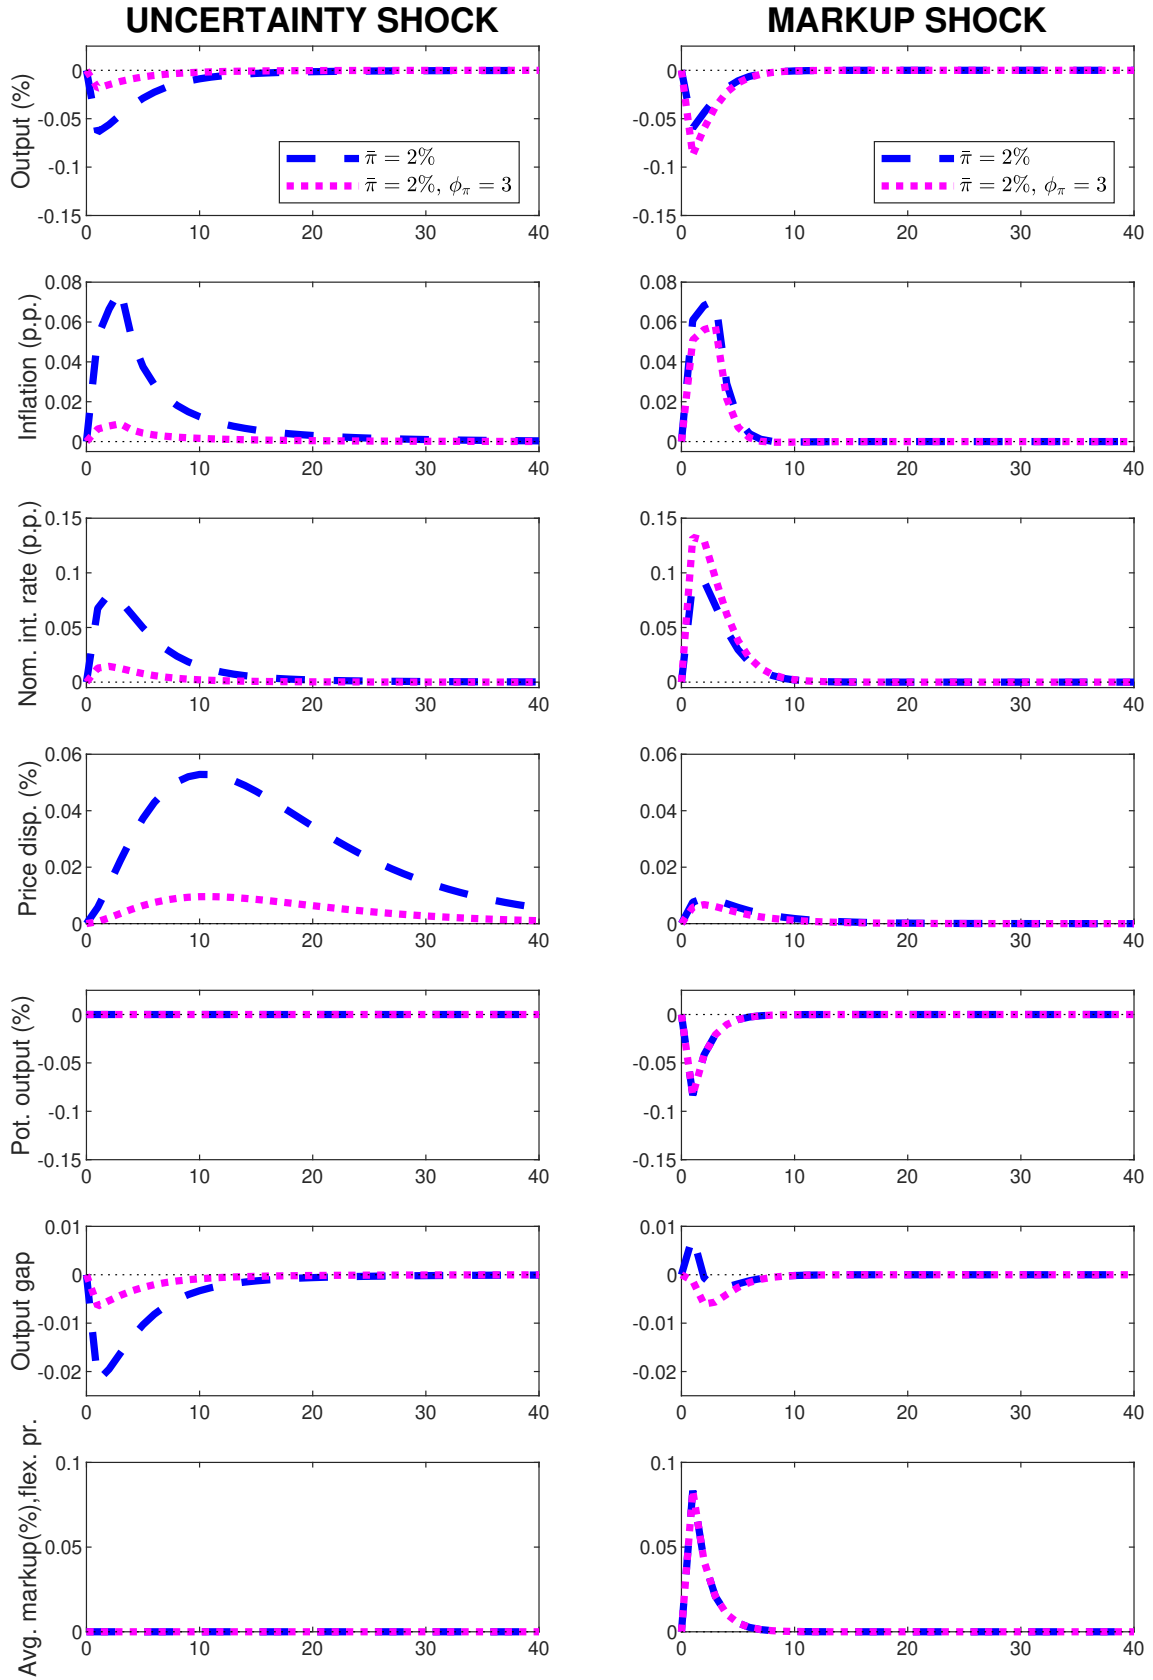 UNCERTAINTY SHOCK
MARKUP SHOCK
Output (%)
0
-0.05
-0.1
-0.15
0 10 20 30 40
π̄ = 2%
π̄ = 2%, ϕπ = 3
0
-0.05
-0.1
-0.15
0 10 20 30 40
π̄ = 2%
π̄ = 2%, ϕπ = 3
Inflation (p.p.)
0.08
0.06
0.04
0.02
0
0 10 20 30 40
0.08
0.06
0.04
0.02
0
0 10 20 30 40
Nom. int. rate (p.p.)
0.15
0.1
0.05
0
0 10 20 30 40
0.15
0.1
0.05
0
0 10 20 30 40
Price disp. (%)
0.06
0.04
0.02
0
0 10 20 30 40
0.06
0.04
0.02
0
0 10 20 30 40
Pot. output (%)
0
-0.05
-0.1
-0.15
0 10 20 30 40
0
-0.05
-0.1
-0.15
0 10 20 30 40
Output gap
0.01
0
-0.01
-0.02
0 10 20 30 40
0.01
0
-0.01
-0.02
0 10 20 30 40
Avg. markup(%),flex. pr.
0.1
0.05
0
0 10 20 30 40
0.1
0.05
0
0 10 20 30 40